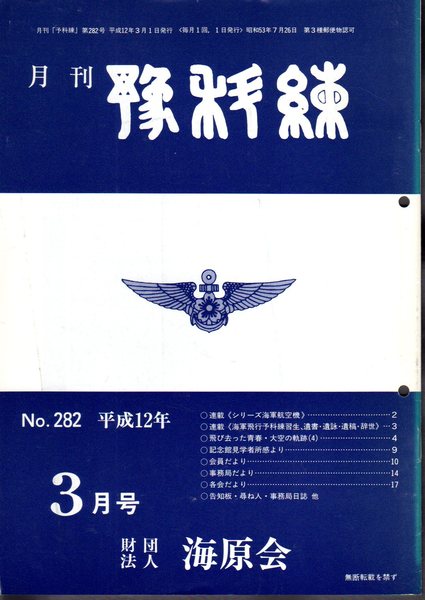 月刊「予科練」第282号 平成12年3月1日発行 〈毎月1回，1日発行〉昭和53年7月26日 第3種郵便物認可
月刊 豫科練
No.282 平成12年
3月号
○連載《シリーズ海軍航空機》……………………2
○連載《海軍飛行予科練習生、遺書・遺詠・遺稿・辞世》…3
○飛び去った青春・大空の軌跡(4)……………………4
○記念館見学者所感より……………………9
○会員だより……………………10
○事務局だより……………………14
○各会だより……………………17
○告知板・尋ね人・事務局日誌 他
財団法人 海原会
無断転載を禁ず